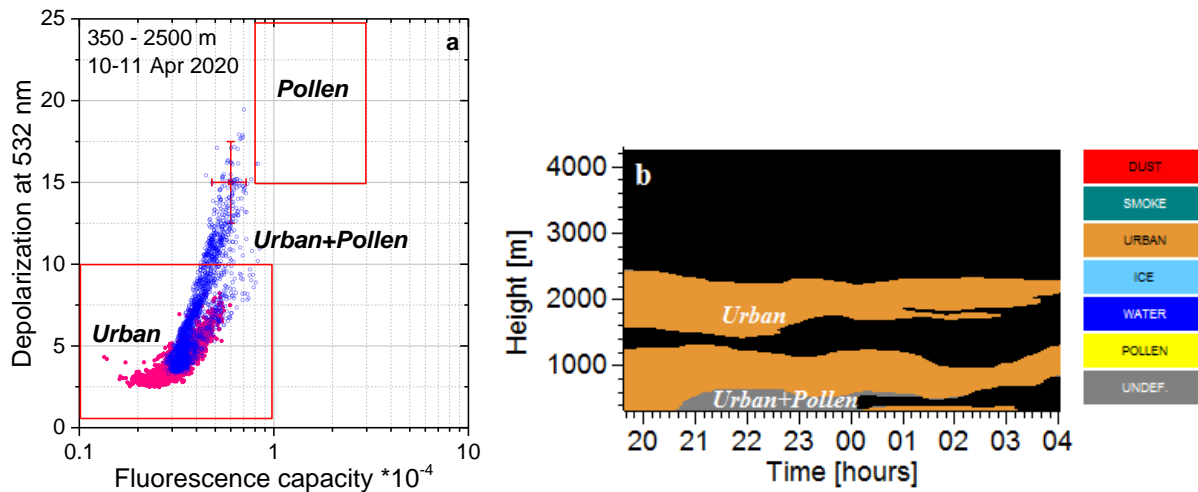 350 - 2500 m
10-11 Apr 2020
a
Pollen
Urban+Pollen
Urban
25
20
15
10
5
0
0.1
1
10
Depolarization at 532 nm
Fluorescence capacity *10-4
b
4000
3000
2000
1000
Height [m]
Urban
Urban+Pollen
20 21 22 23 00 01 02 03 04
Time [hours]
DUST
SMOKE
URBAN
ICE
WATER
POLLEN
UNDEF.